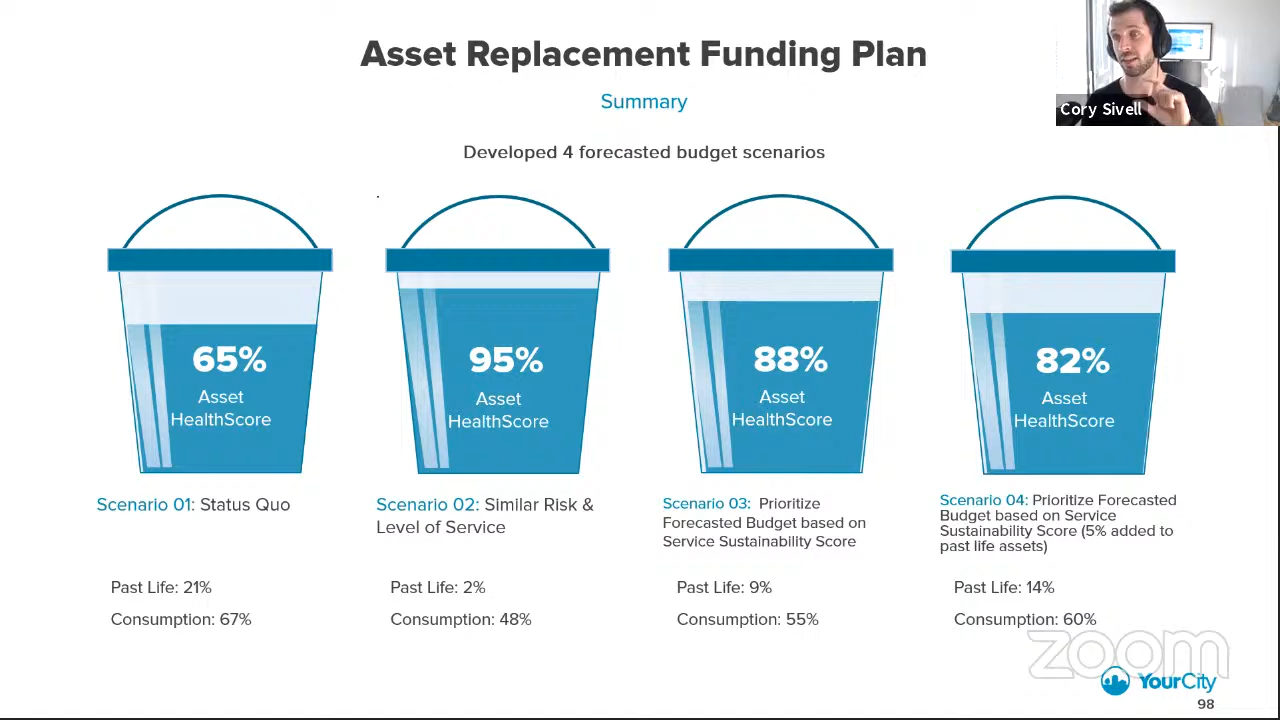 Asset Replacement Funding Plan
Summary
Cory Sivell
Developed 4 forecasted budget scenarios
65%
Asset
HealthScore
95%
Asset
HealthScore
88%
Asset
HealthScore
82%
Asset
HealthScore
Scenario 01: Status Quo
Past Life: 21%
Consumption: 67%
Scenario 02: Similar Risk &
Level of Service
Past Life: 2%
Consumption: 48%
Scenario 03: Prioritize
Forecasted Budget based on
Service Sustainability Score
Past Life: 9%
Consumption: 55%
Scenario 04: Prioritize Forecasted
Budget based on Service
Sustainability Score (5% added to
past life assets)
Past Life: 14%
Consumption: 60%
zoom
YourCity
98